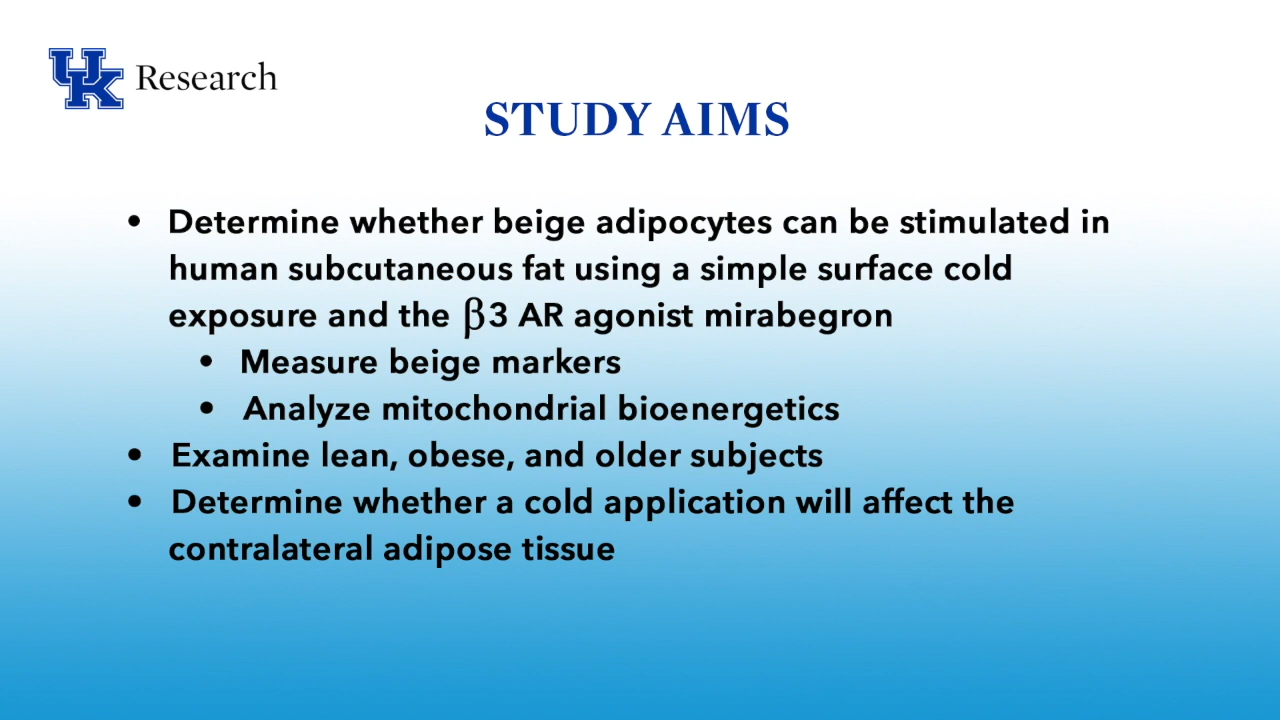 UK Research
STUDY AIMS
• Determine whether beige adipocytes can be stimulated in
human subcutaneous fat using a simple surface cold
exposure and the β3 AR agonist mirabegron
• Measure beige markers
• Analyze mitochondrial bioenergetics
• Examine lean, obese, and older subjects
• Determine whether a cold application will affect the
contralateral adipose tissue